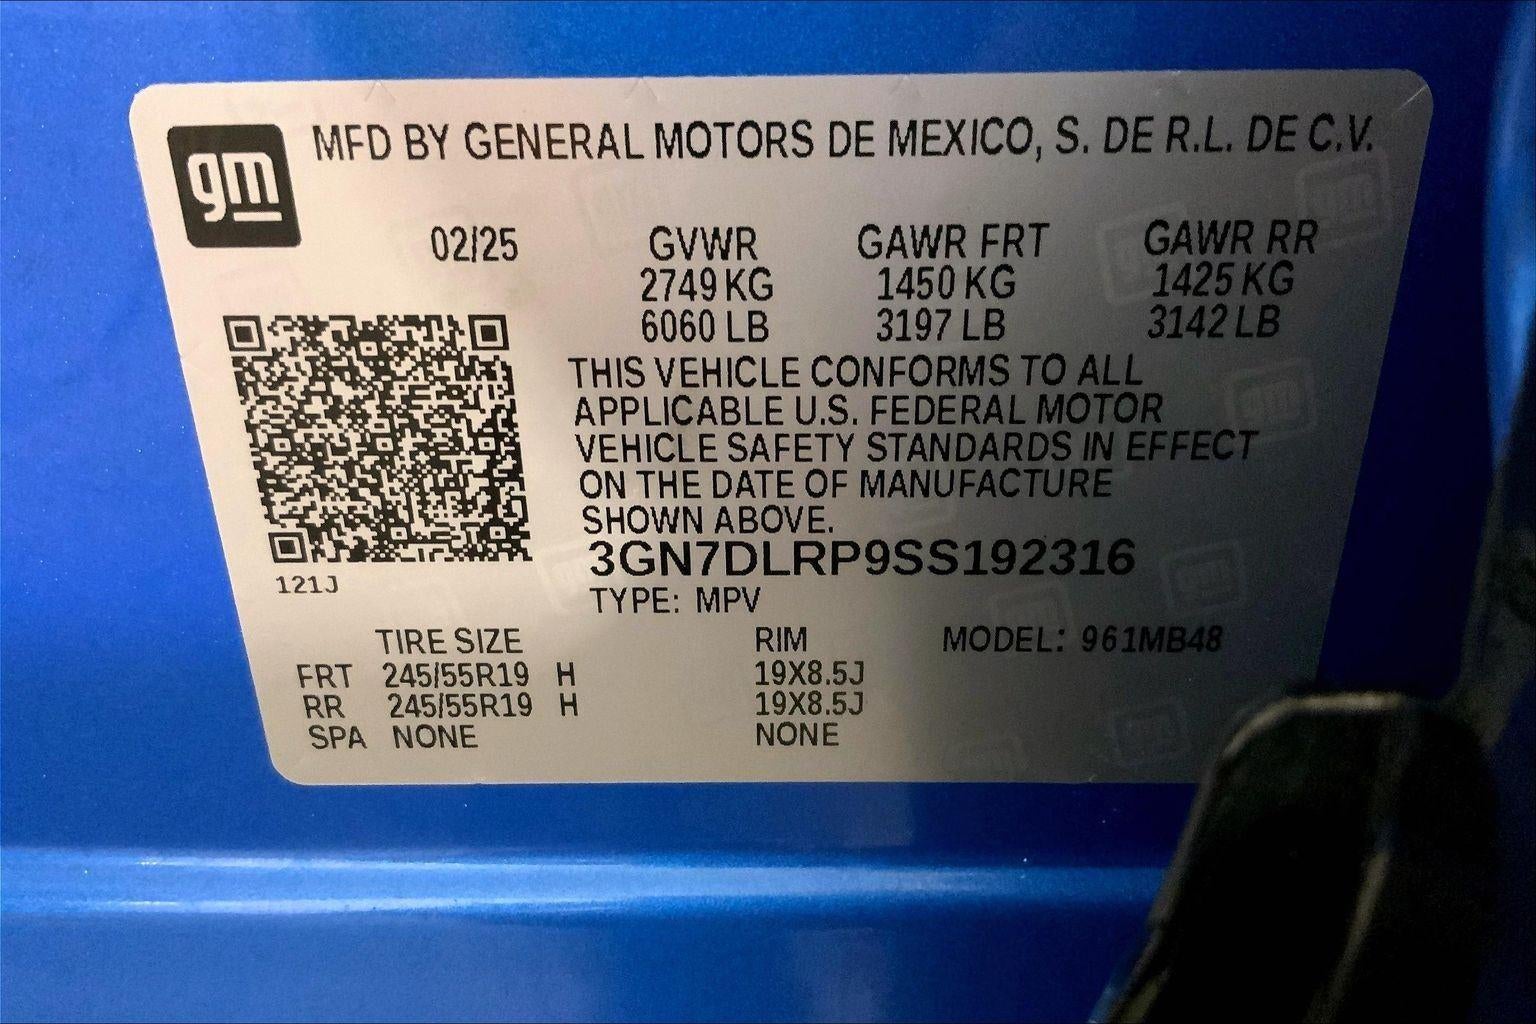 gm
MFD BY GENERAL MOTORS DE MEXICO, S. DE R.L. DE C.V.
02/25 GVWR GAWR FRT GAWR RR
2749 KG 1450 KG 1425 KG
6060 LB 3197 LB 3142 LB
THIS VEHICLE CONFORMS TO ALL
APPLICABLE U.S. FEDERAL MOTOR
VEHICLE SAFETY STANDARDS IN EFFECT
ON THE DATE OF MANUFACTURE
SHOWN ABOVE.
3GN7DLRP9SS192316
121J
TYPE: MPV
TIRE SIZE RIM MODEL: 961MB48
FRT 245/55R19 H 19X8.5J
RR 245/55R19 H 19X8.5J
SPA NONE NONE